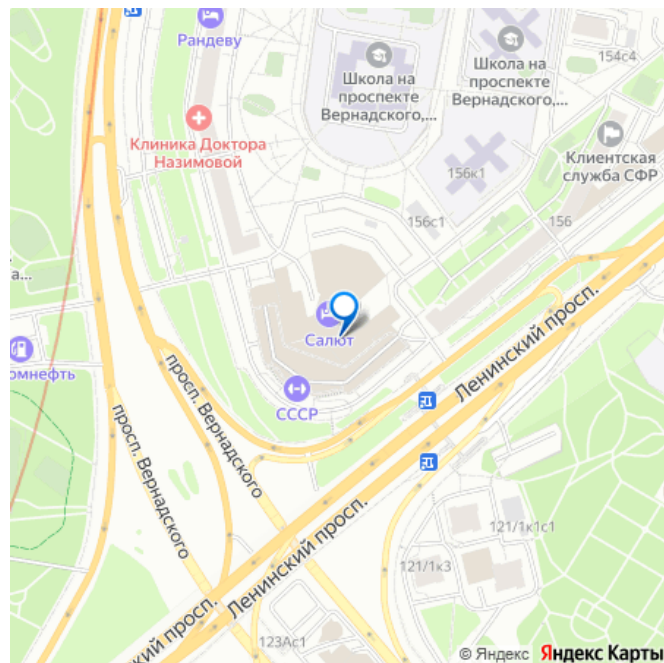 Рандеву
154с4
Школа на
проспекте
Вернадского,...
Школа на
проспекте
Вернадского,...
Клиника Доктора
Назимовой
Клиентская
служба СФР
156к1
156с1
156
а...
Салют
омнефть
СССР
Ленинский просп.
просп. Вернадского
просп. Вернадского
Ленинский просп.
ский просп.
121/1к1с1
121/1к3
123Ас1
© Яндекс Яндекс Карты